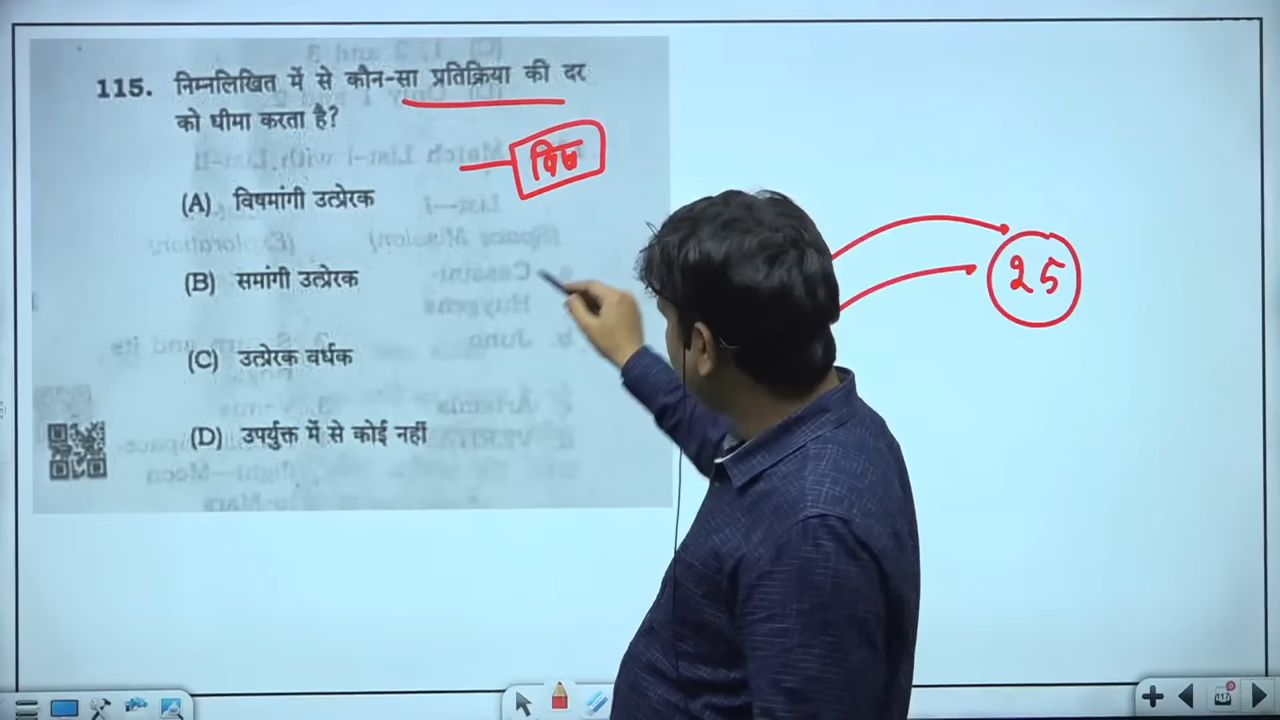 115. निम्नलिखित में से कौन-सा प्रतिक्रिया की दर
को धीमा करता है?
(A) विषमांगी उत्प्रेरक
(B) समांगी उत्प्रेरक
(C) उत्प्रेरक वर्धक
(D) उपर्युक्त में से कोई नहीं
25